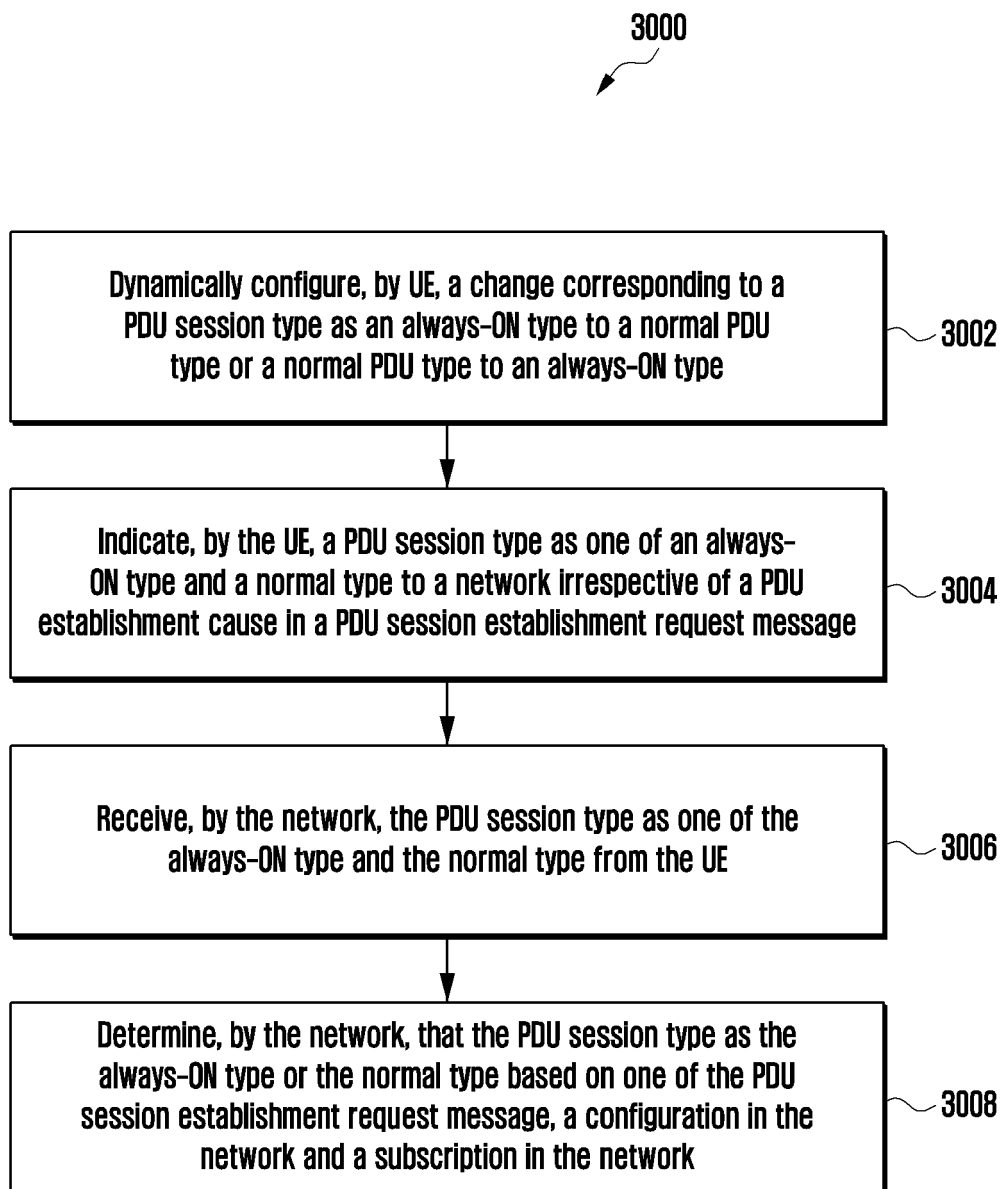 3000
Dynamically configure, by UE, a change corresponding to a
PDU session type as an always-ON type to a normal PDU
type or a normal PDU type to an always-ON type
3002
Indicate, by the UE, a PDU session type as one of an always-
ON type and a normal type to a network irrespective of a PDU
establishment cause in a PDU session establishment request message
3004
Receive, by the network, the PDU session type as one of the
always-ON type and the normal type from the UE
3006
Determine, by the network, that the PDU session type as the
always-ON type or the normal type based on one of the PDU
session establishment request message, a configuration in the
network and a subscription in the network
3008